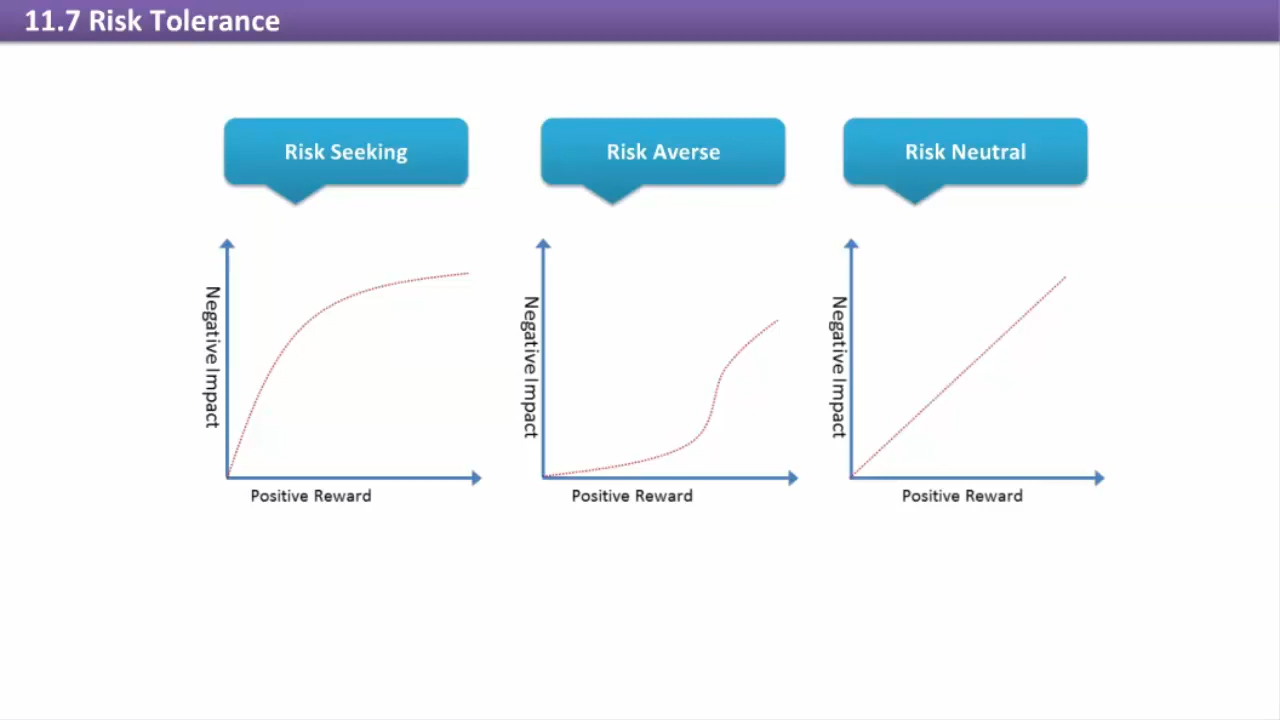 11.7 Risk Tolerance
Risk Seeking
Risk Averse
Risk Neutral
Negative Impact
Negative Impact
Negative Impact
Positive Reward
Positive Reward
Positive Reward